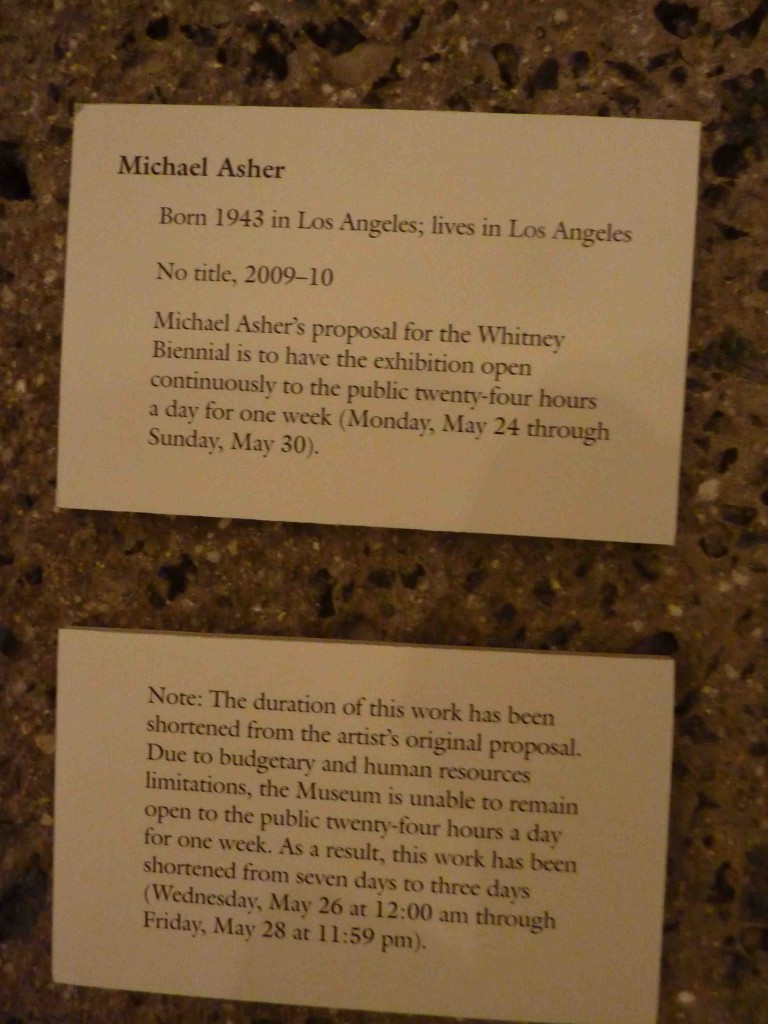 Michael Asher
Born 1943 in Los Angeles; lives in Los Angeles
No title, 2009–10
Michael Asher's proposal for the Whitney
Biennial is to have the exhibition open
continuously to the public twenty-four hours
a day for one week (Monday, May 24 through
Sunday, May 30).
Note: The duration of this work has been
shortened from the artist's original proposal.
Due to budgetary and human resources
limitations, the Museum is unable to remain
open to the public twenty-four hours a day
for one week. As a result, this work has been
shortened from seven days to three days
(Wednesday, May 26 at 12:00 am through
Friday, May 28 at 11:59 pm).